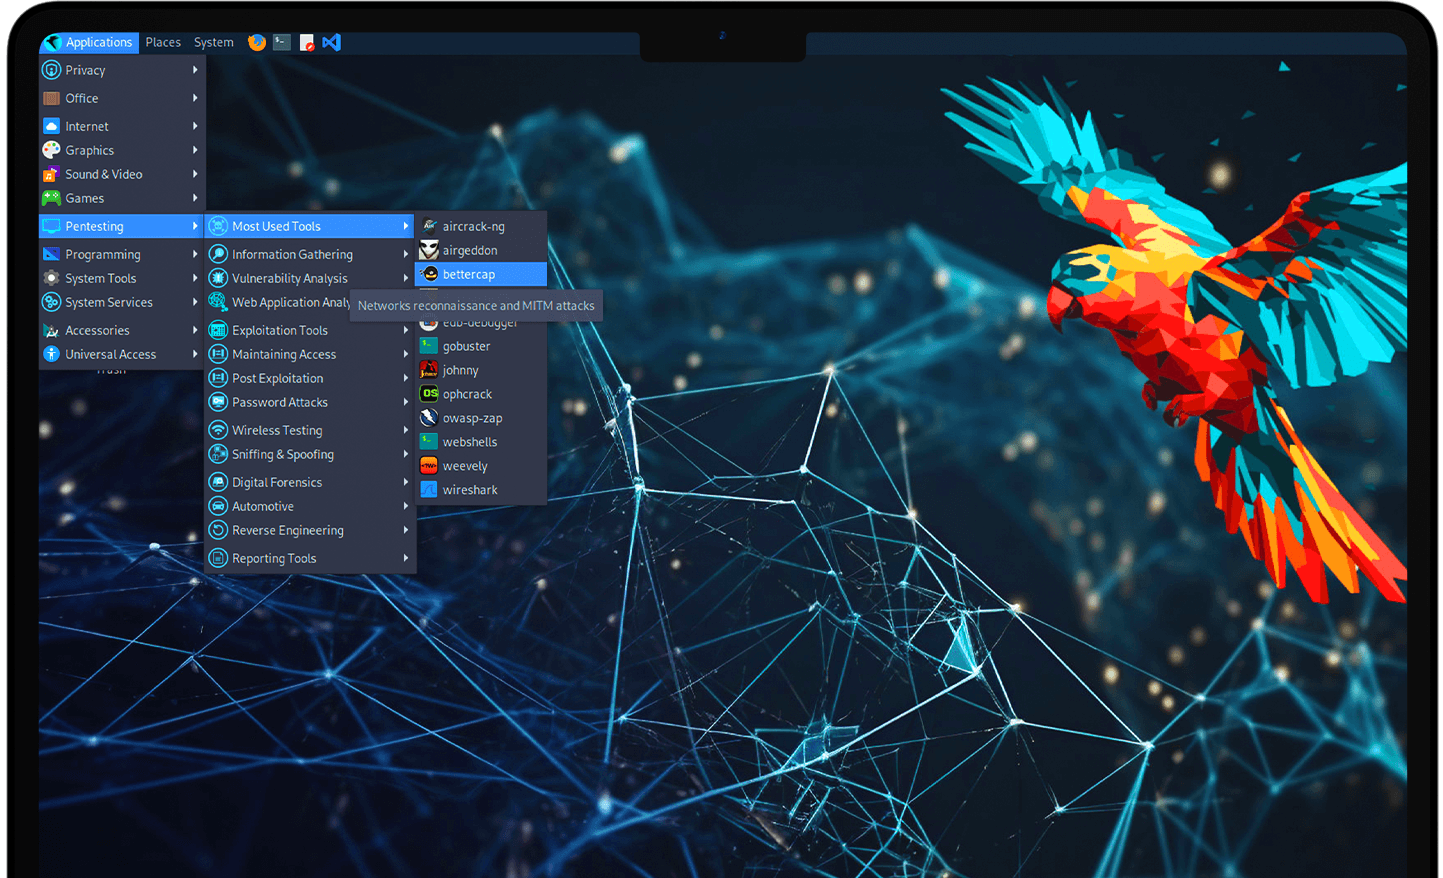 Applications Places System
Privacy
Office
Internet
Graphics
Sound & Video
Games
Pentesting
Programming
System Tools
System Services
Accessories
Universal Access
Trash
Most Used Tools
Information Gathering
Vulnerability Analysis
Web Application Analy
Exploitation Tools
Maintaining Access
Post Exploitation
Password Attacks
Wireless Testing
Sniffing & Spoofing
Digital Forensics
Automotive
Reverse Engineering
Reporting Tools
aircrack-ng
airgeddon
bettercap
Networks reconnaissance and MITM attacks
edb-debugger
gobuster
johnny
ophcrack
owasp-zap
webshells
weevely
wireshark